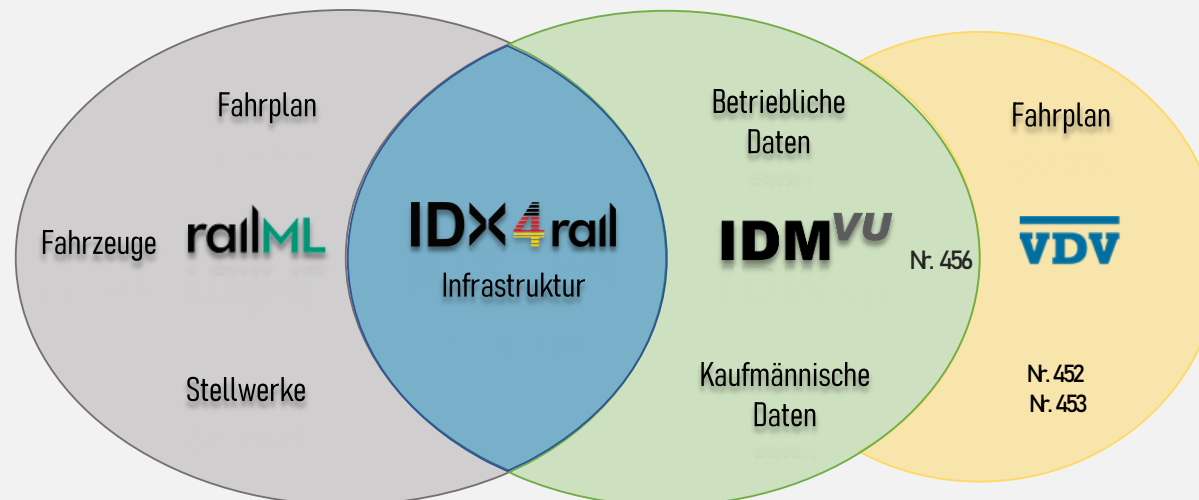 Fahrplan
Fahrzeuge
railML
Stellwerke
IDX4rail
Infrastruktur
Betriebliche
Daten
IDMVU
Nr. 456
Kaufmännische
Daten
Fahrplan
VDV
Nr. 452
Nr. 453